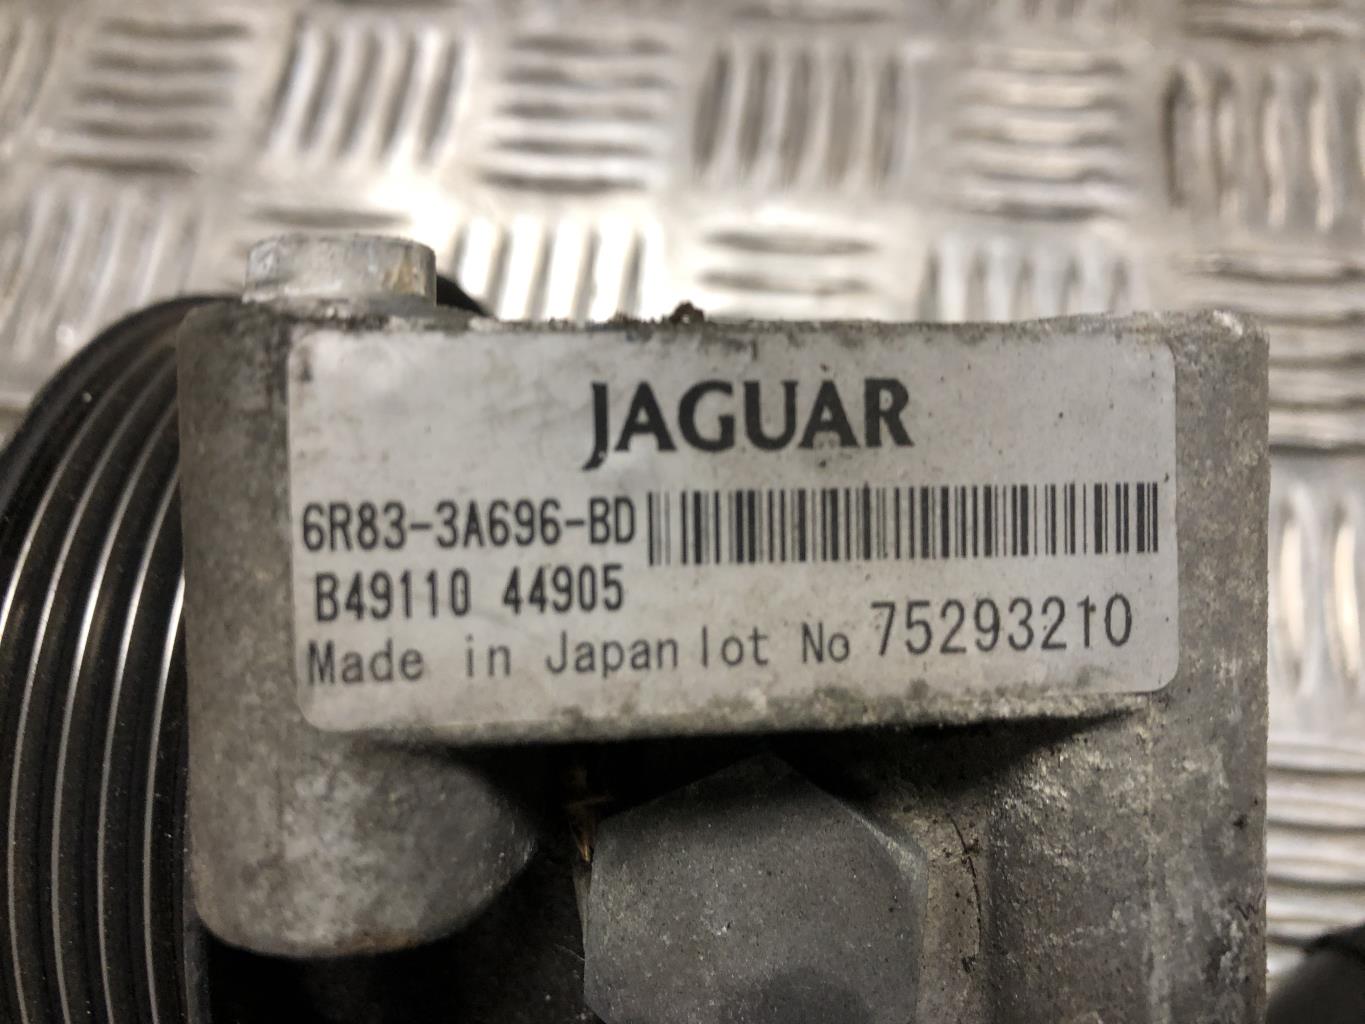 JAGUAR
6R83-3A696-BD
B49110 44905
Made in Japan lot No 75293210